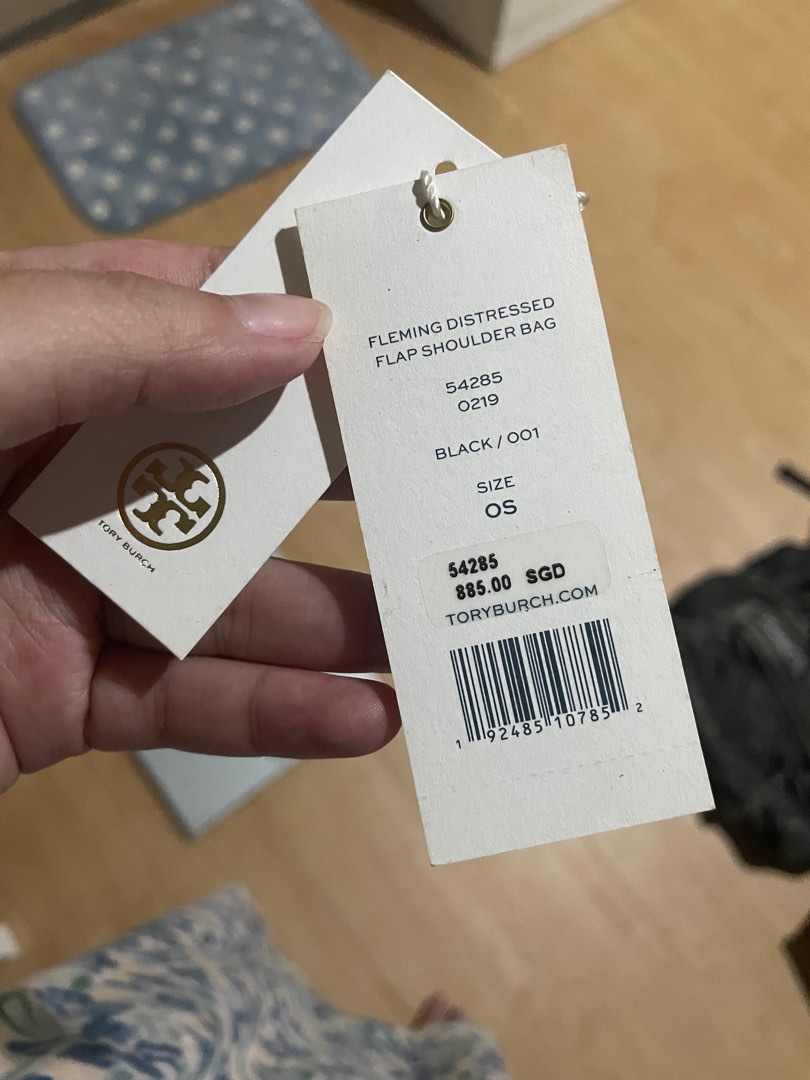 FLEMING DISTRESSED
FLAP SHOULDER BAG
54285
0219
BLACK / 001
SIZE
OS
54285
885.00 SGD
TORYBURCH.COM
1 92485 10785 2
TORY BURCH